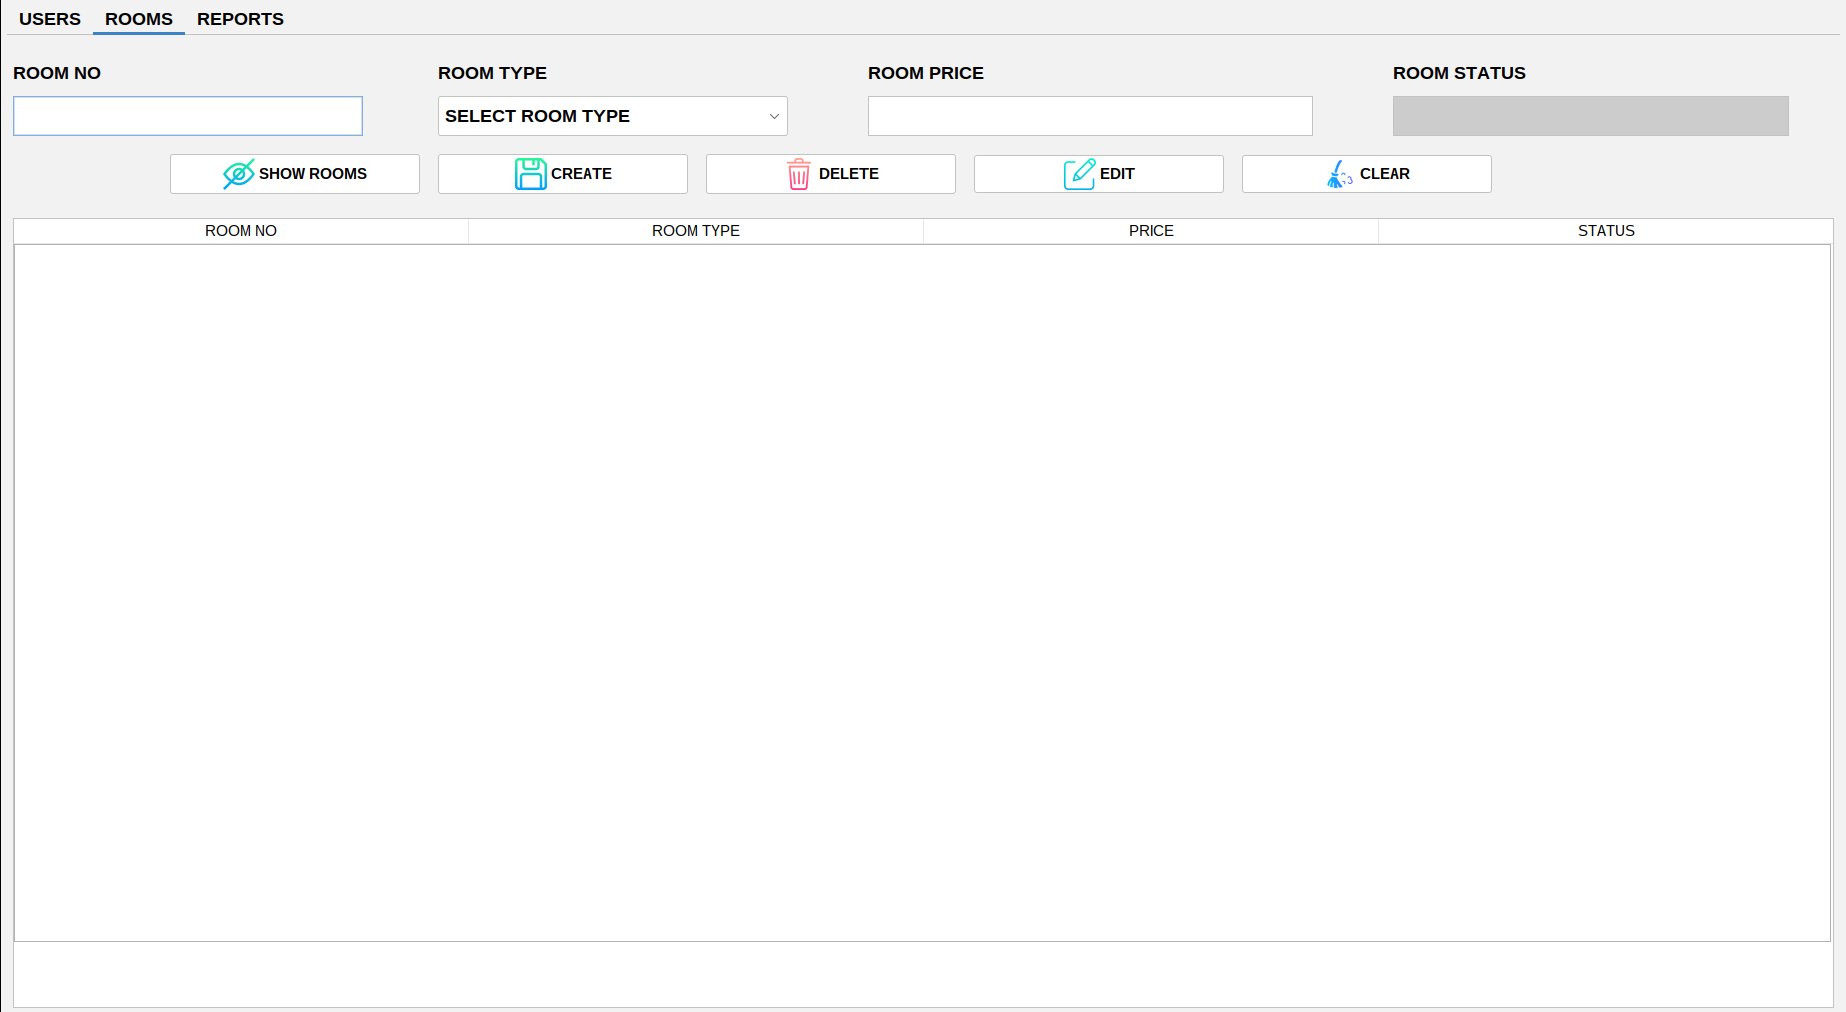 USERS ROOMS REPORTS
ROOM NO ROOM TYPE ROOM PRICE ROOM STATUS
SELECT ROOM TYPE
SHOW ROOMS CREATE DELETE EDIT CLEAR
ROOM NO ROOM TYPE PRICE STATUS